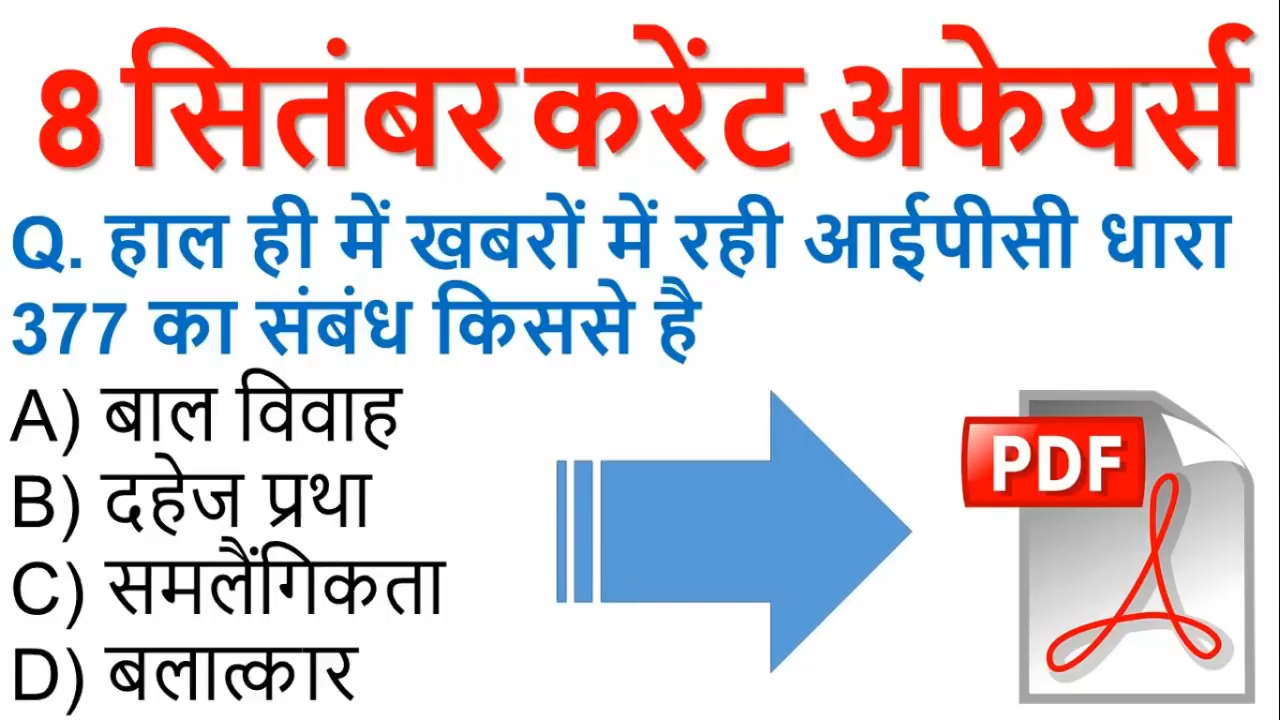 8 सितंबर करेंट अफेयर्स
Q. हाल ही में खबरों में रही आईपीसी धारा
377 का संबंध किससे है
A) बाल विवाह
B) दहेज प्रथा
C) समलैंगिकता
D) बलात्कार
PDF